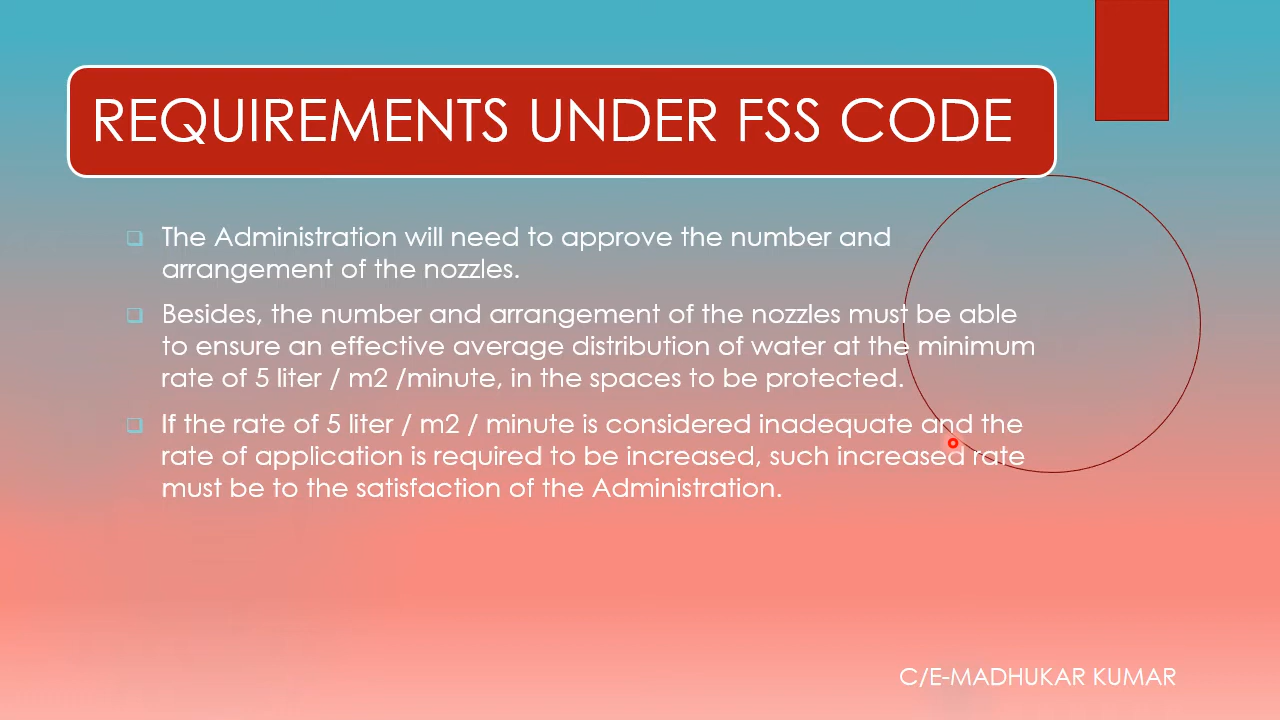 REQUIREMENTS UNDER FSS CODE
The Administration will need to approve the number and
arrangement of the nozzles.
Besides, the number and arrangement of the nozzles must be able
to ensure an effective average distribution of water at the minimum
rate of 5 liter / m2 /minute, in the spaces to be protected.
If the rate of 5 liter / m2 / minute is considered inadequate and the
rate of application is required to be increased, such increased rate
must be to the satisfaction of the Administration.
C/E-MADHUKAR KUMAR